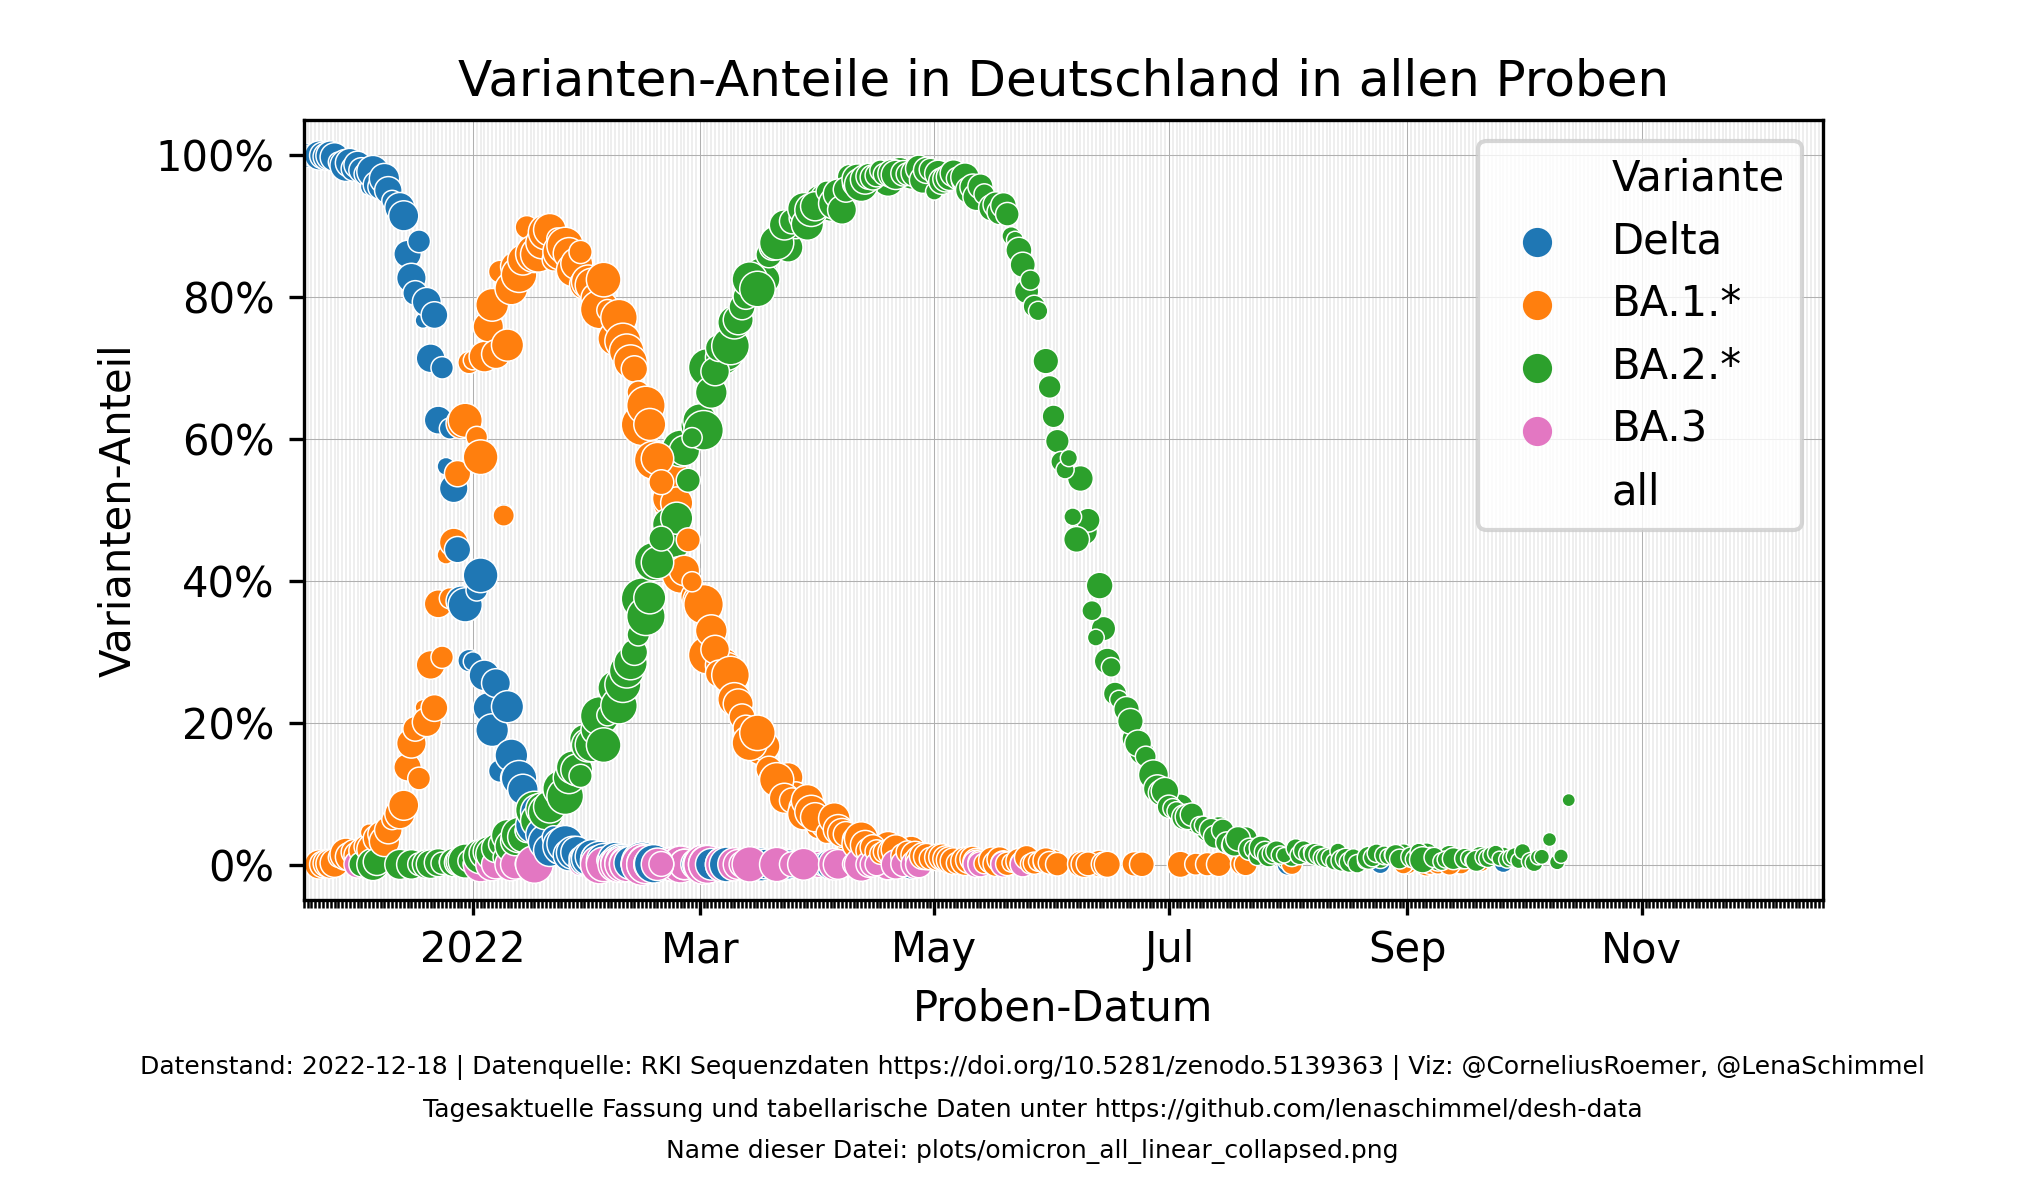 Varianten-Anteile in Deutschland in allen Proben
Varianten-Anteil
100%
80%
60%
40%
20%
0%
Variante
Delta
BA.1.*
BA.2.*
BA.3
all
2022
Mar
May
Jul
Sep
Nov
Proben-Datum
Datenstand: 2022-12-18 | Datenquelle: RKI Sequenzdaten https://doi.org/10.5281/zenodo.5139363 | Viz: @CorneliusRoemer, @LenaSchimmel
Tagesaktuelle Fassung und tabellarische Daten unter https://github.com/lenaschimmel/desh-data
Name dieser Datei: plots/omicron_all_linear_collapsed.png